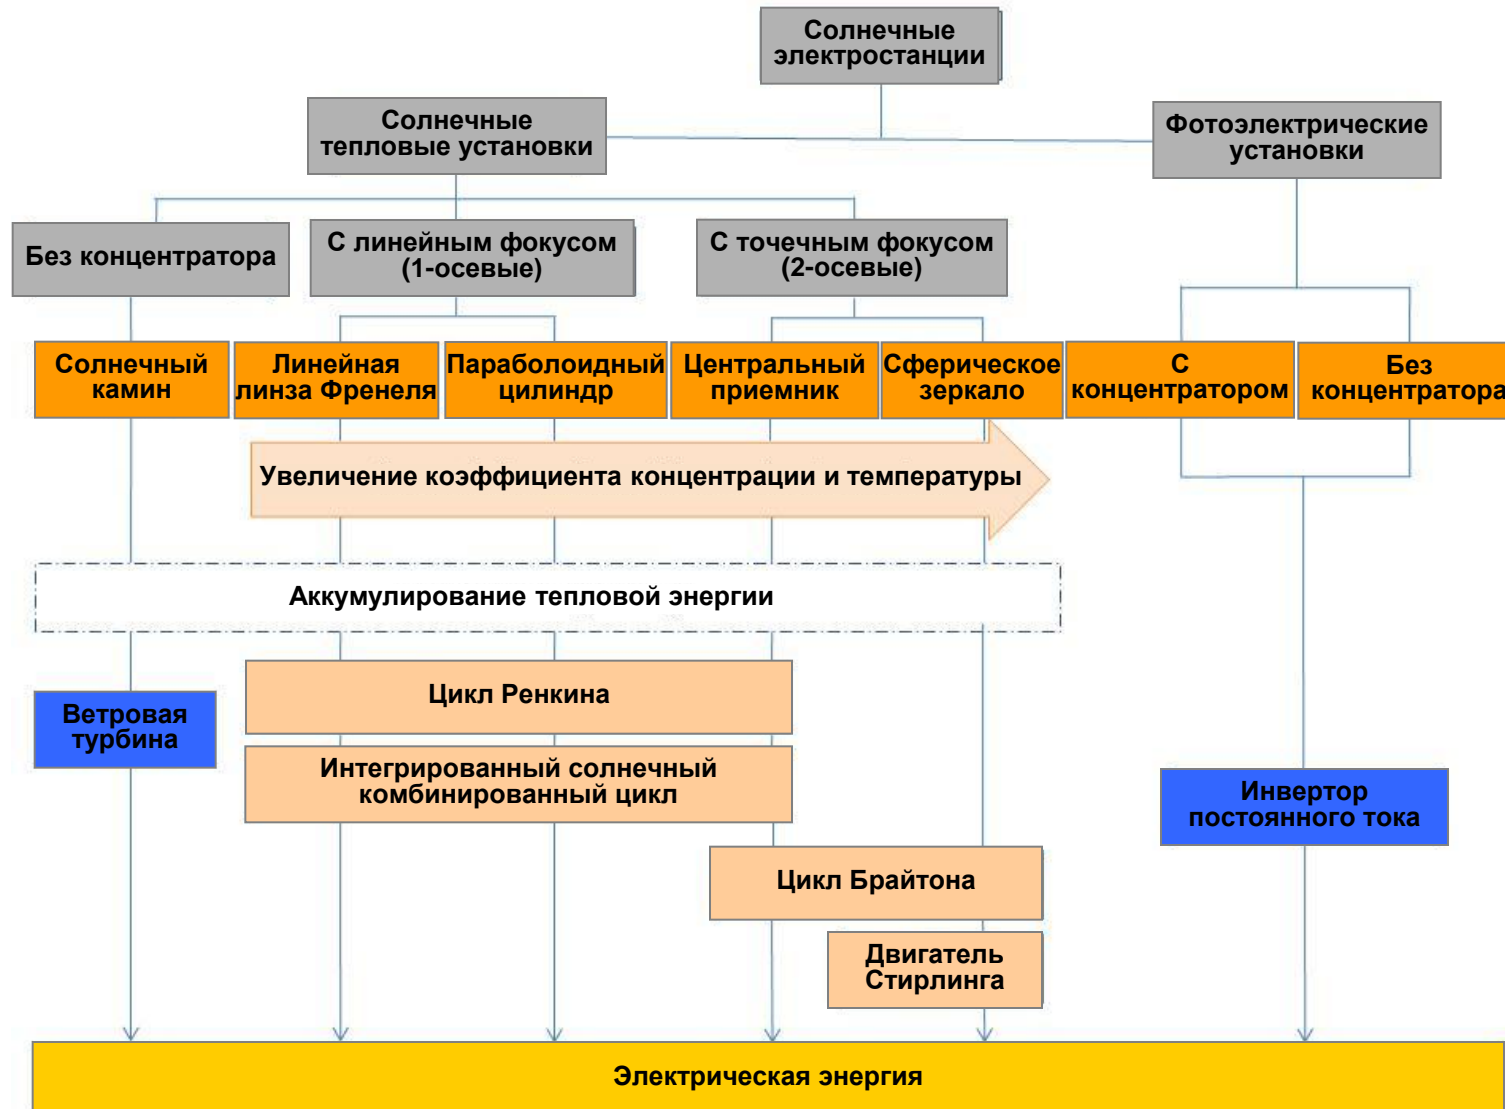 Солнечные
электростанции
Солнечные
тепловые установки
Фотоэлектрические
установки
Без концентратора
С линейным фокусом
(1-осевые)
С точечным фокусом
(2-осевые)
Солнечный
камин
Линейная
линза Френеля
Параболоидный
цилиндр
Центральный
приемник
Сферическое
зеркало
С
концентратором
Без
концентратора
Увеличение коэффициента концентрации и температуры
Аккумулирование тепловой энергии
Цикл Ренкина
Ветровая
турбина
Интегрированный солнечный
комбинированный цикл
Инвертор
постоянного тока
Цикл Брайтона
Двигатель
Стирлинга
Электрическая энергия